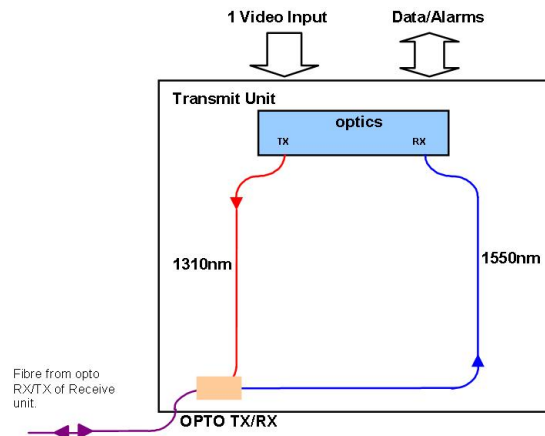 1 Video Input
Data/Alarms
Transmit Unit
optics
TX
RX
1310nm
1550nm
Fibre from opto
RX/TX of Receive
unit.
OPTO TX/RX